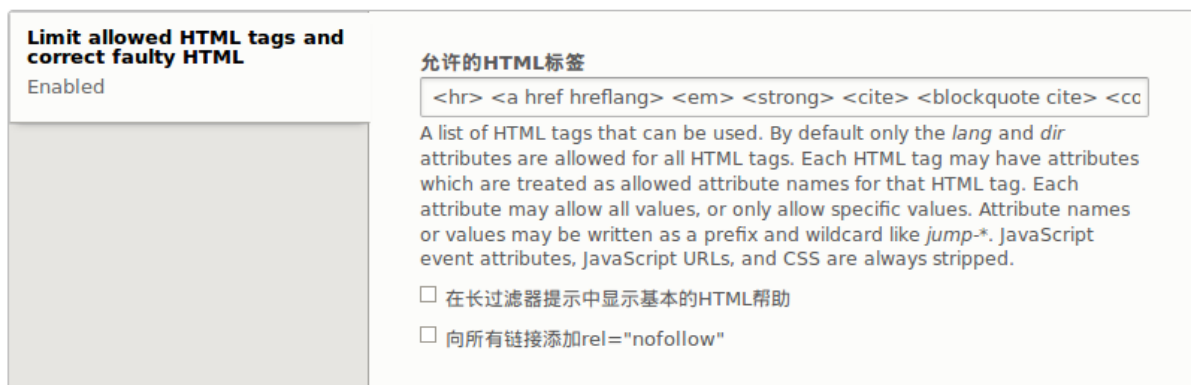 Limit allowed HTML tags and
correct faulty HTML
Enabled
允许的HTML标签
<hr> <a href hreflang> <em> <strong> <cite> <blockquote cite> <co
A list of HTML tags that can be used. By default only the lang and dir
attributes are allowed for all HTML tags. Each HTML tag may have attributes
which are treated as allowed attribute names for that HTML tag. Each
attribute may allow all values, or only allow specific values. Attribute names
or values may be written as a prefix and wildcard like jump-*. JavaScript
event attributes, JavaScript URLs, and CSS are always stripped.
在长过滤器提示中显示基本的HTML帮助
向所有链接添加rel="nofollow"